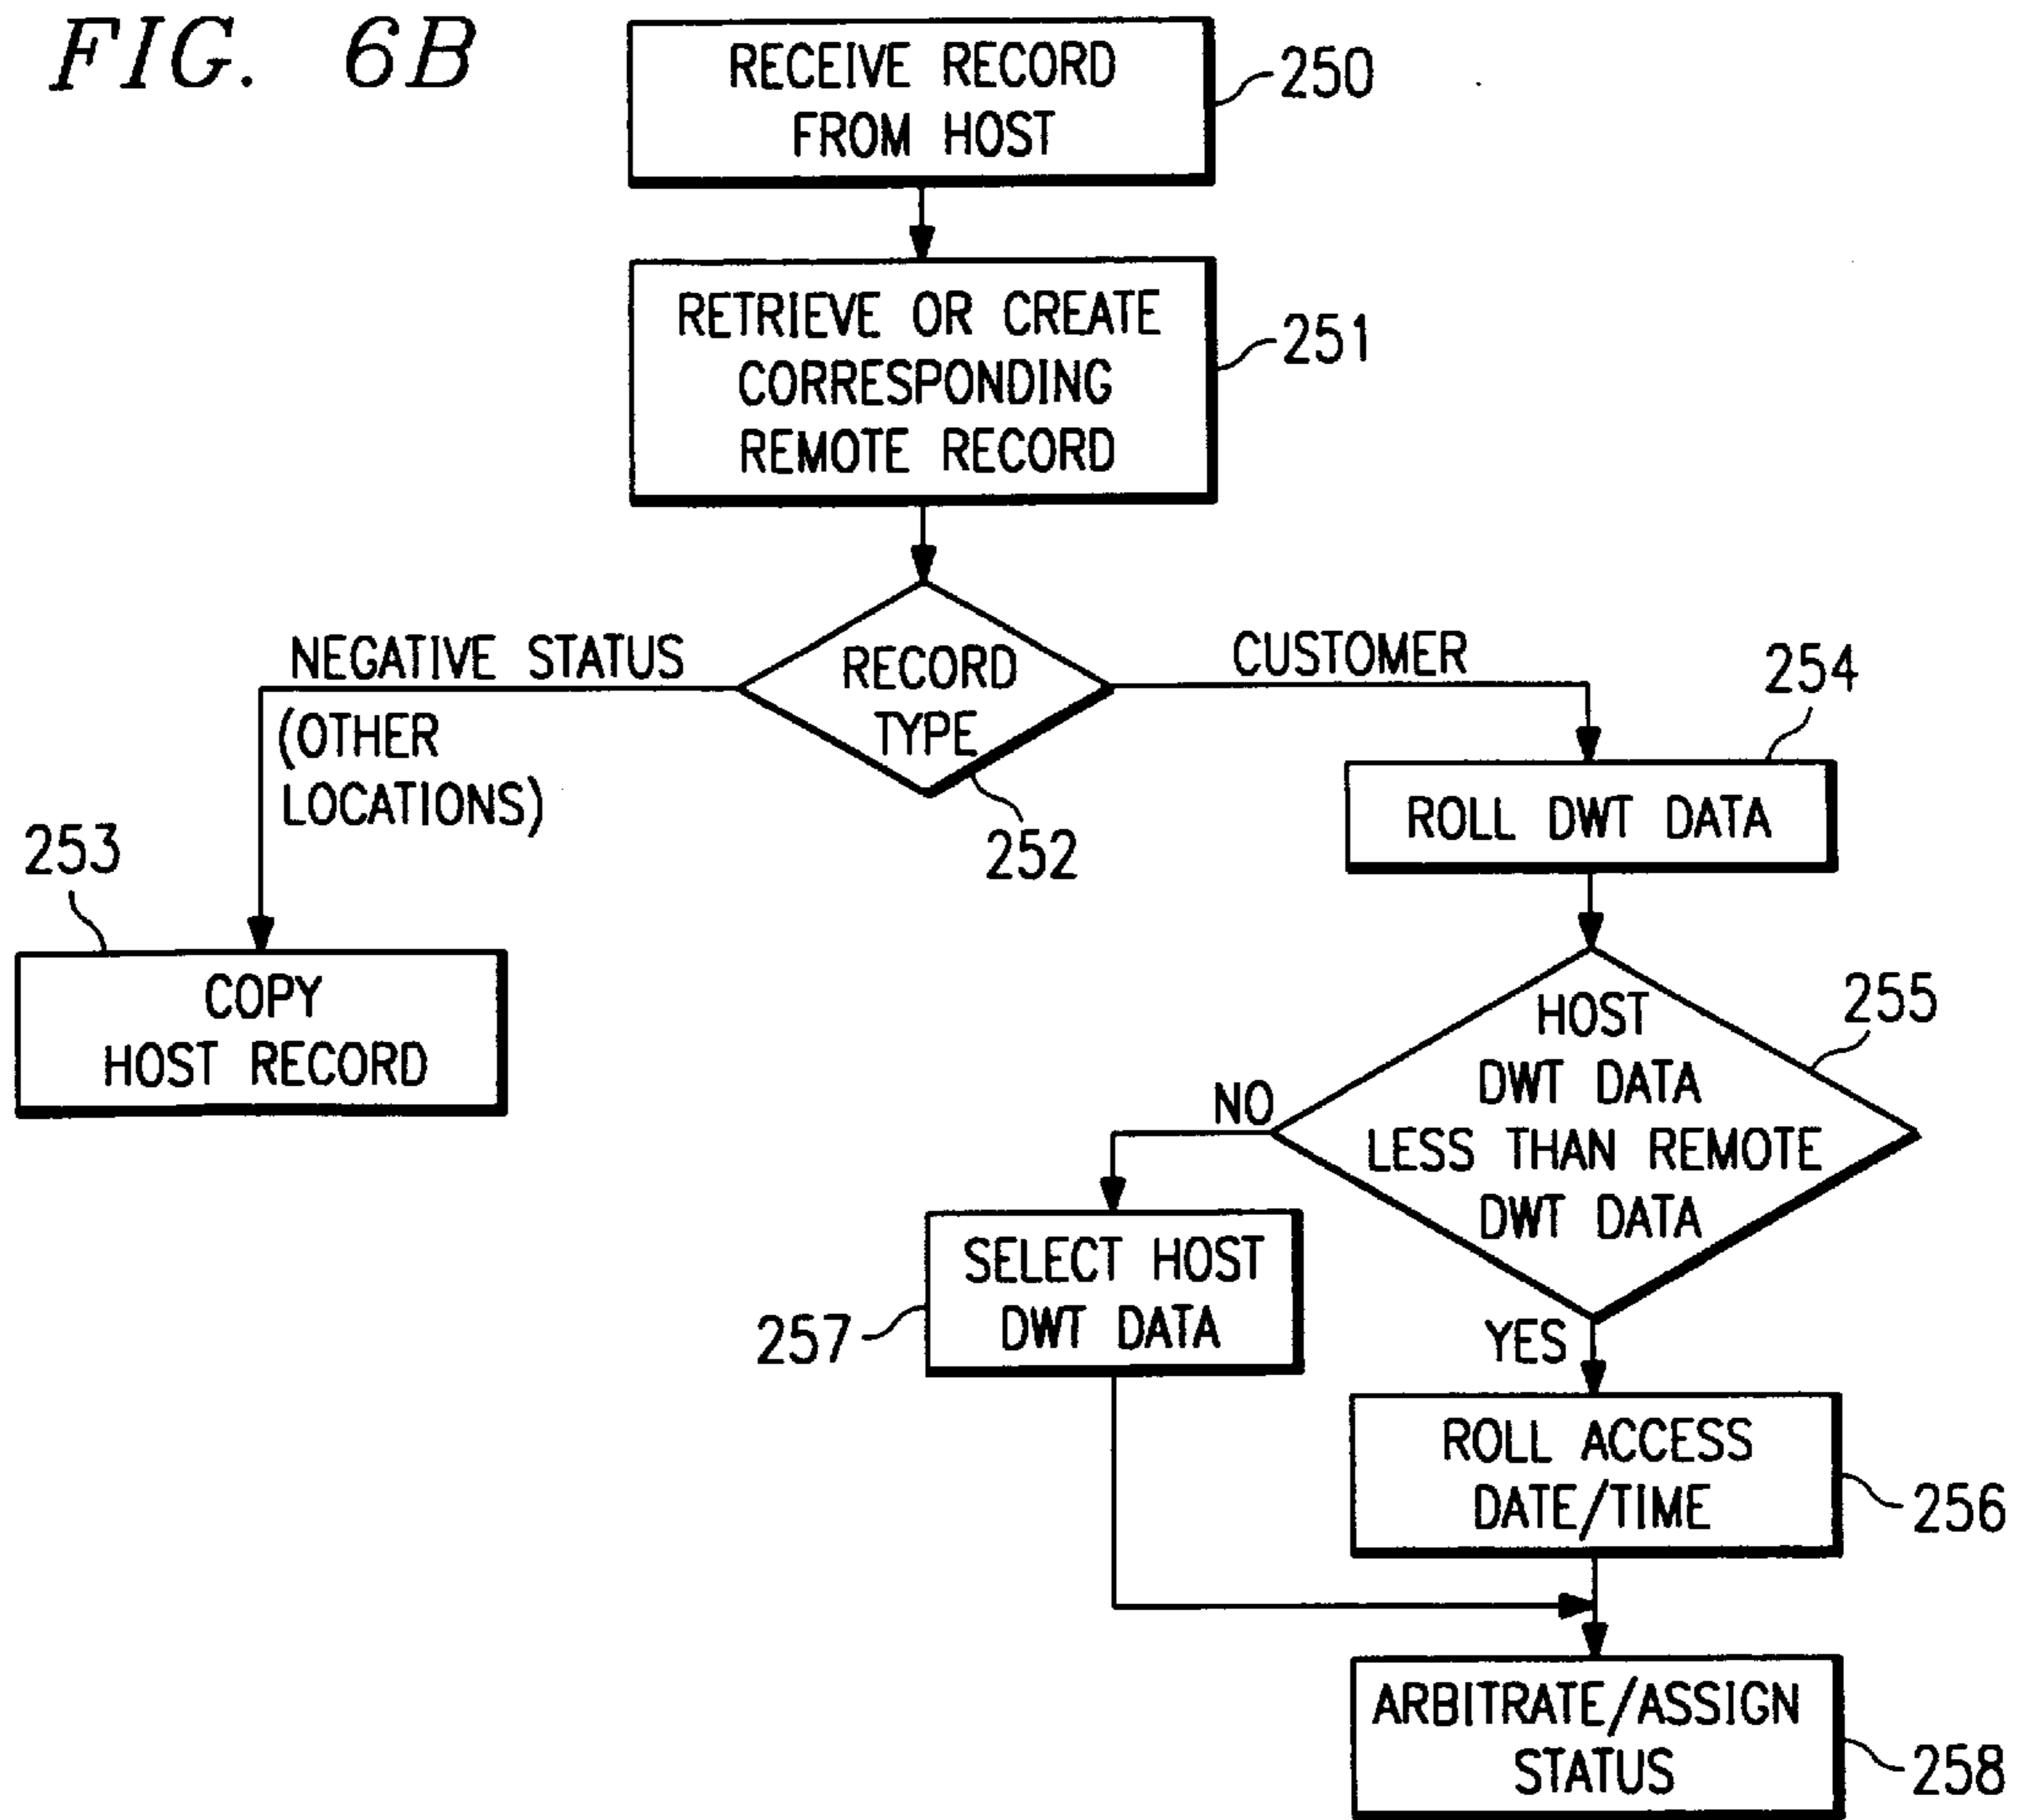 FIG. 6B
RECEIVE RECORD
FROM HOST
250
RETRIEVE OR CREATE
CORRESPONDING
REMOTE RECORD
251
NEGATIVE STATUS
(OTHER
LOCATIONS)
RECORD
TYPE
252
CUSTOMER
253
COPY
HOST RECORD
254
ROLL DWT DATA
HOST
DWT DATA
LESS THAN REMOTE
DWT DATA
255
NO
SELECT HOST
DWT DATA
257
YES
ROLL ACCESS
DATE/TIME
256
ARBITRATE/ASSIGN
STATUS
258